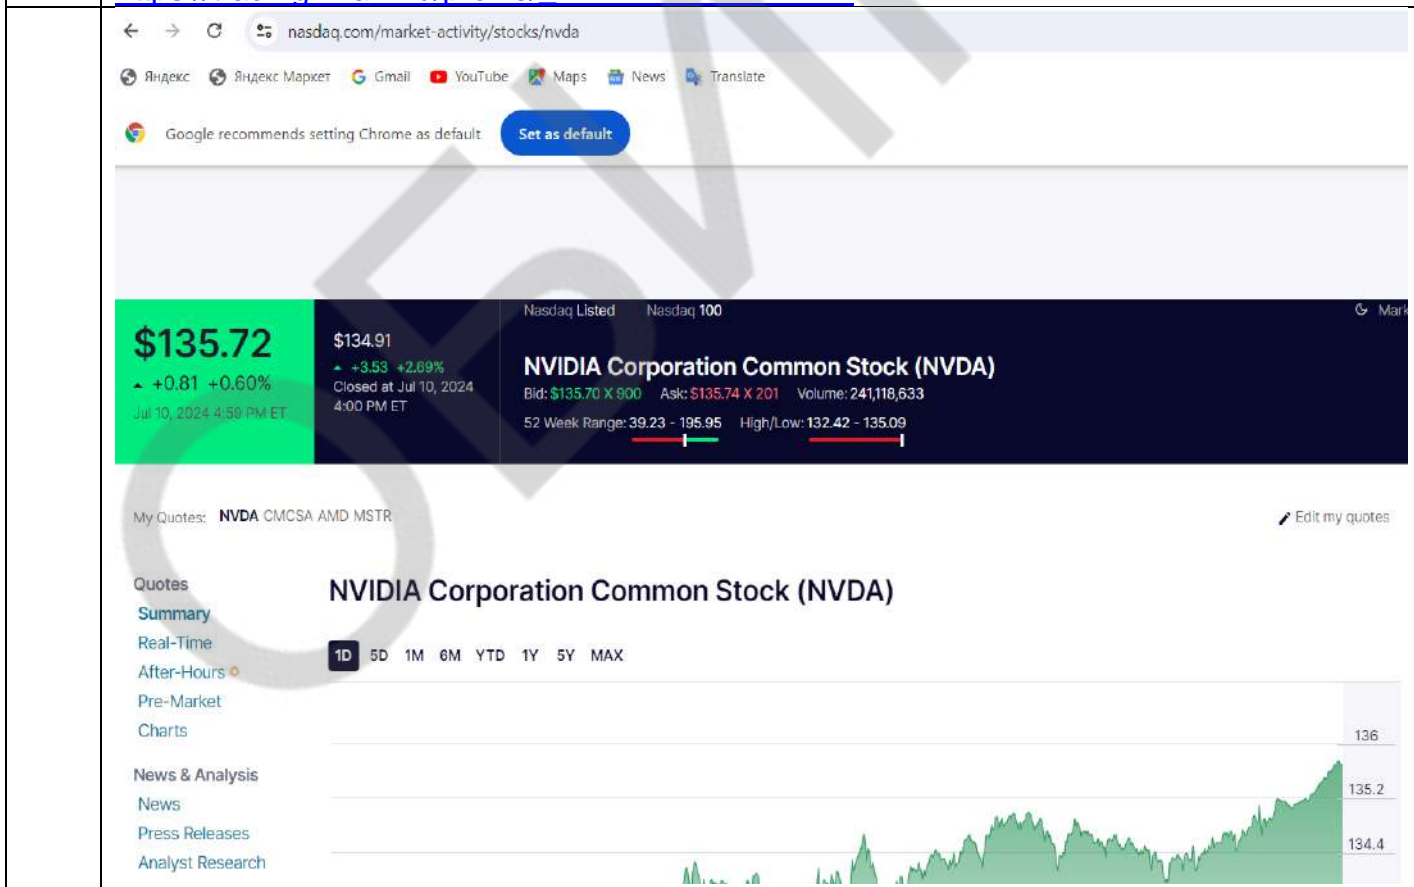 nasdaq.com/market-activity/stocks/nvda
Яндекс Яндекс Маркет Gmail YouTube Maps News Translate
Google recommends setting Chrome as default Set as default
Nasdaq Listed Nasdaq 100
$135.72
+0.81 +0.60%
Jul 10, 2024 4:59 PM ET
$134.91
+3.53 +2.69%
Closed at Jul 10, 2024
4:00 PM ET
NVIDIA Corporation Common Stock (NVDA)
Bid: $135.70 X 900 Ask: $135.74 X 201 Volume: 241,118,633
52 Week Range: 39.23 - 195.95 High/Low: 132.42 - 135.09
My Quotes: NVDA CMCSA AMD MSTR
Edit my quotes
Quotes
Summary
Real-Time
After-Hours
Pre-Market
Charts
News & Analysis
News
Press Releases
Analyst Research
NVIDIA Corporation Common Stock (NVDA)
1D 5D 1M 6M YTD 1Y 5Y MAX
136
135.2
134.4